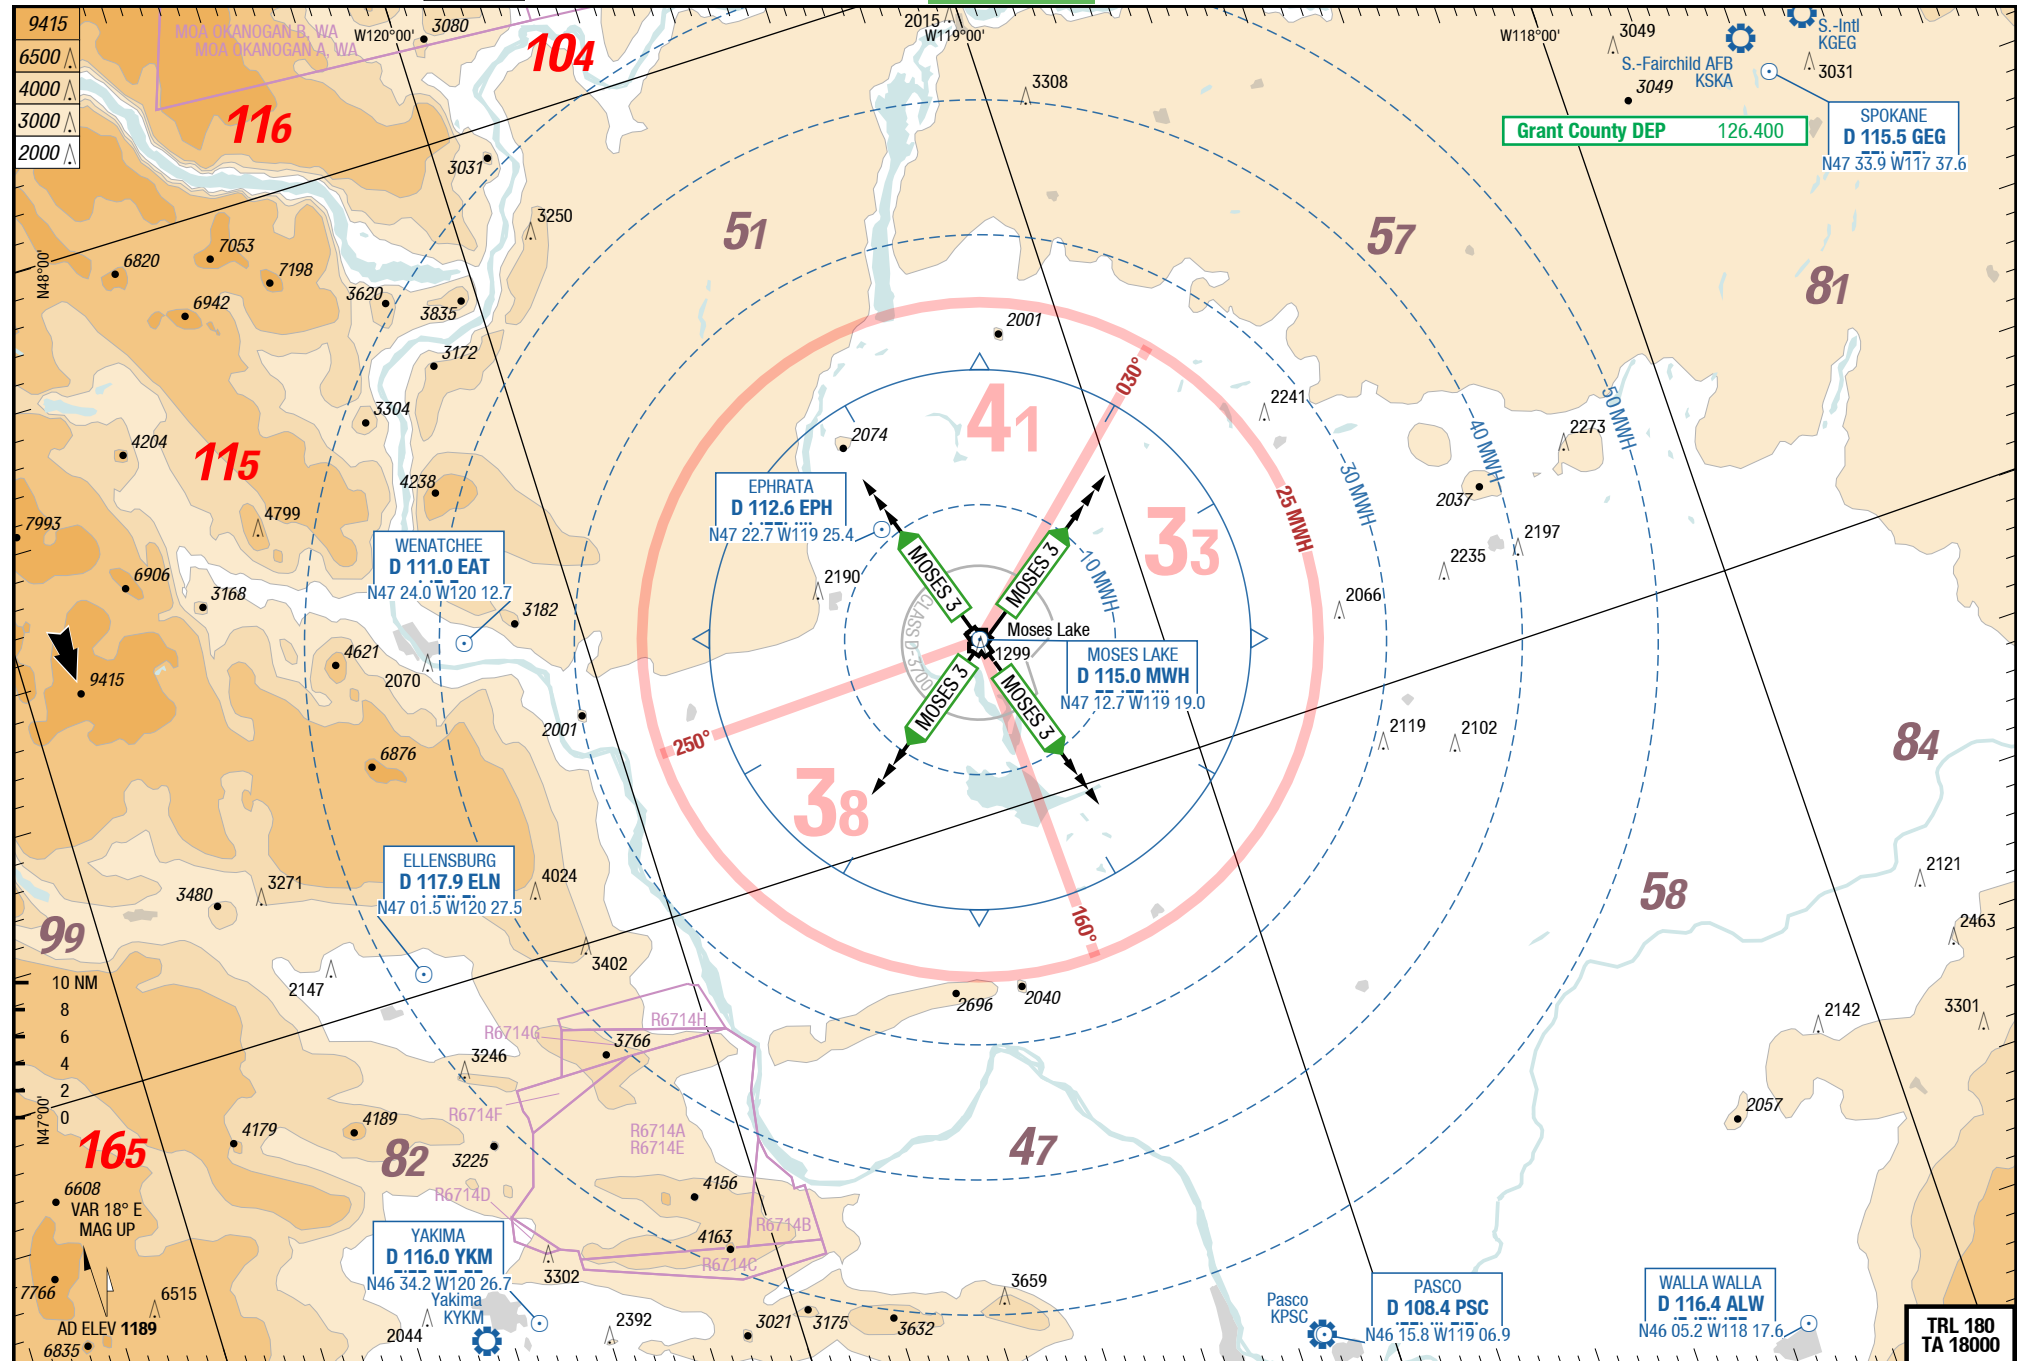 9415
6500
4000
3000
2000
MOA OKANOGAN B, WA
MOA OKANOGAN A, WA
W120°00'
3080
104
2015
W119°00'
W118°00'
3049
S.-Intl
KGEG
S.-Fairchild AFB
KSKA
3031
3049
3308
116
Grant County DEP 126.400
SPOKANE
D 115.5 GEG
N47 33.9 W117 37.6
3031
3250
51
57
81
N48°00'
6820
7053
7198
6942
3620
3835
3172
2001
030°
41
2241
3304
2074
4204
115
4238
50 MWH
40 MWH
30 MWH
25 MWH
10 MWH
2273
2037
EPHRATA
D 112.6 EPH
N47 22.7 W119 25.4
4799
7993
33
2197
2235
WENATCHEE
D 111.0 EAT
N47 24.0 W120 12.7
6906
3168
3182
2190
2066
MOSES 3
MOSES 3
CLASS D-3700
Moses Lake
1299
MOSES LAKE
D 115.0 MWH
N47 12.7 W119 19.0
MOSES 3
MOSES 3
4621
2070
9415
2001
250°
2119
2102
84
6876
38
ELLENSBURG
D 117.9 ELN
N47 01.5 W120 27.5
3480
3271
4024
2121
58
160°
99
3402
2463
2147
10 NM
8
6
4
2
0
2696
2040
2142
3301
R6714H
R6714G
3766
3246
N47°00'
R6714F
2057
165
4179
4189
82
3225
R6714A
R6714E
47
6608
VAR 18° E
MAG UP
R6714D
4156
R6714B
4163
R6714C
YAKIMA
D 116.0 YKM
N46 34.2 W120 26.7
Yakima
KYKM
3302
7766
6515
3659
Pasco
KPSC
PASCO
D 108.4 PSC
N46 15.8 W119 06.9
WALLA WALLA
D 116.4 ALW
N46 05.2 W118 17.6
AD ELEV 1189
6835
2044
2392
3021
3175
3632
TRL 180
TA 18000